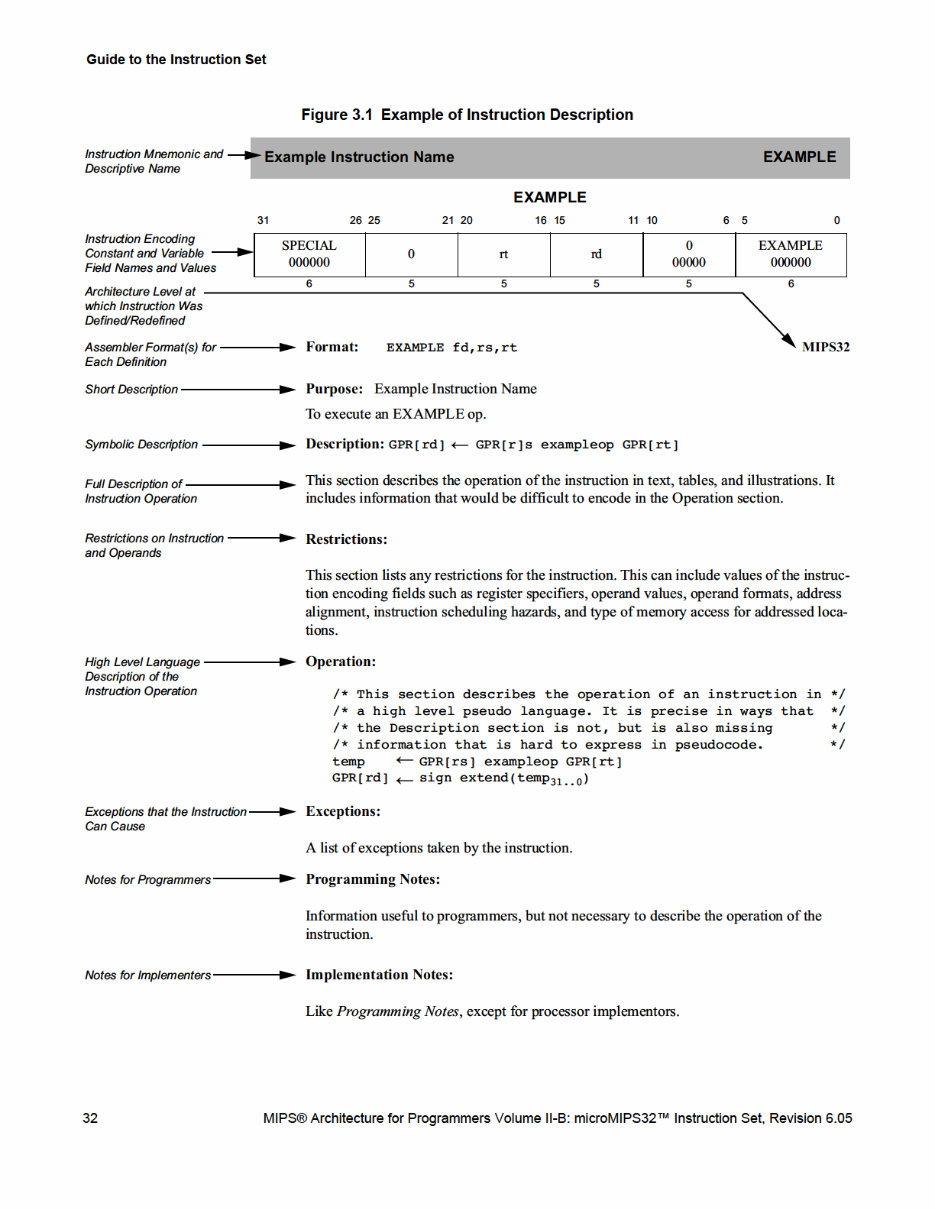 Guide to the Instruction Set
Figure 3.1 Example of Instruction Description
Instruction Mnemonic and
Descriptive Name
Example Instruction Name EXAMPLE
EXAMPLE
31 26 25 21 20 16 15 11 10 6 5 0
Instruction Encoding
Constant and Variable
Field Names and Values
SPECIAL
000000
0
rt
rd
0
00000
EXAMPLE
000000
6 5 5 5 5 6
Architecture Level at
which Instruction Was
Defined/Redefined
Assembler Format(s) for
Each Definition
Format: EXAMPLE fd,rs,rt MIPS32
Short Description
Purpose: Example Instruction Name
To execute an EXAMPLE op.
Symbolic Description
Description: GPR[rd] ← GPR[r]s exampleop GPR[rt]
Full Description of
Instruction Operation
This section describes the operation of the instruction in text, tables, and illustrations. It
includes information that would be difficult to encode in the Operation section.
Restrictions on Instruction
and Operands
Restrictions:
This section lists any restrictions for the instruction. This can include values of the instruc-
tion encoding fields such as register specifiers, operand values, operand formats, address
alignment, instruction scheduling hazards, and type of memory access for addressed loca-
tions.
High Level Language
Description of the
Instruction Operation
Operation:
/* This section describes the operation of an instruction in */
/* a high level pseudo language. It is precise in ways that */
/* the Description section is not, but is also missing */
/* information that is hard to express in pseudocode. */
temp ← GPR[rs] exampleop GPR[rt]
GPR[rd] ← sign extend(temp31..0)
Exceptions that the Instruction
Can Cause
Exceptions:
A list of exceptions taken by the instruction.
Notes for Programmers
Programming Notes:
Information useful to programmers, but not necessary to describe the operation of the
instruction.
Notes for Implementers
Implementation Notes:
Like Programming Notes, except for processor implementors.
32 MIPS® Architecture for Programmers Volume II-B: microMIPS32™ Instruction Set, Revision 6.05